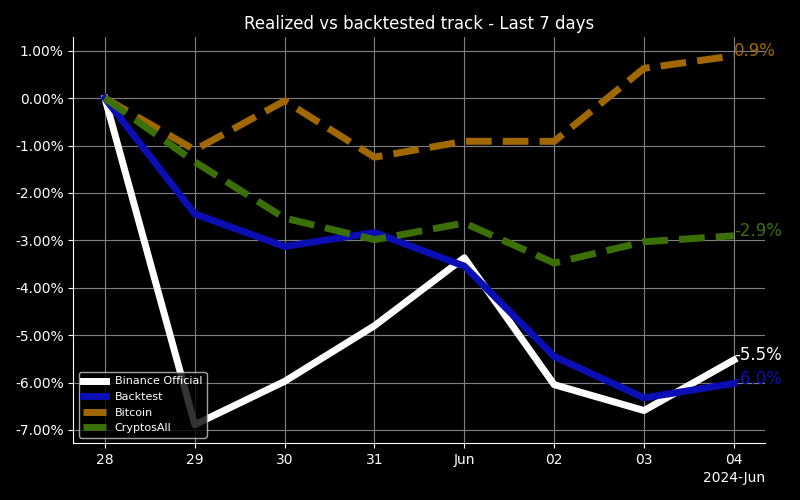 Realized vs backtested track - Last 7 days
1.00%
0.00%
-1.00%
-2.00%
-3.00%
-4.00%
-5.00%
-6.00%
-7.00%
0.9%
-2.9%
-5.5%
-6.0%
Binance Official
Backtest
Bitcoin
CryptosAll
28 29 30 31 Jun 02 03 04
2024-Jun